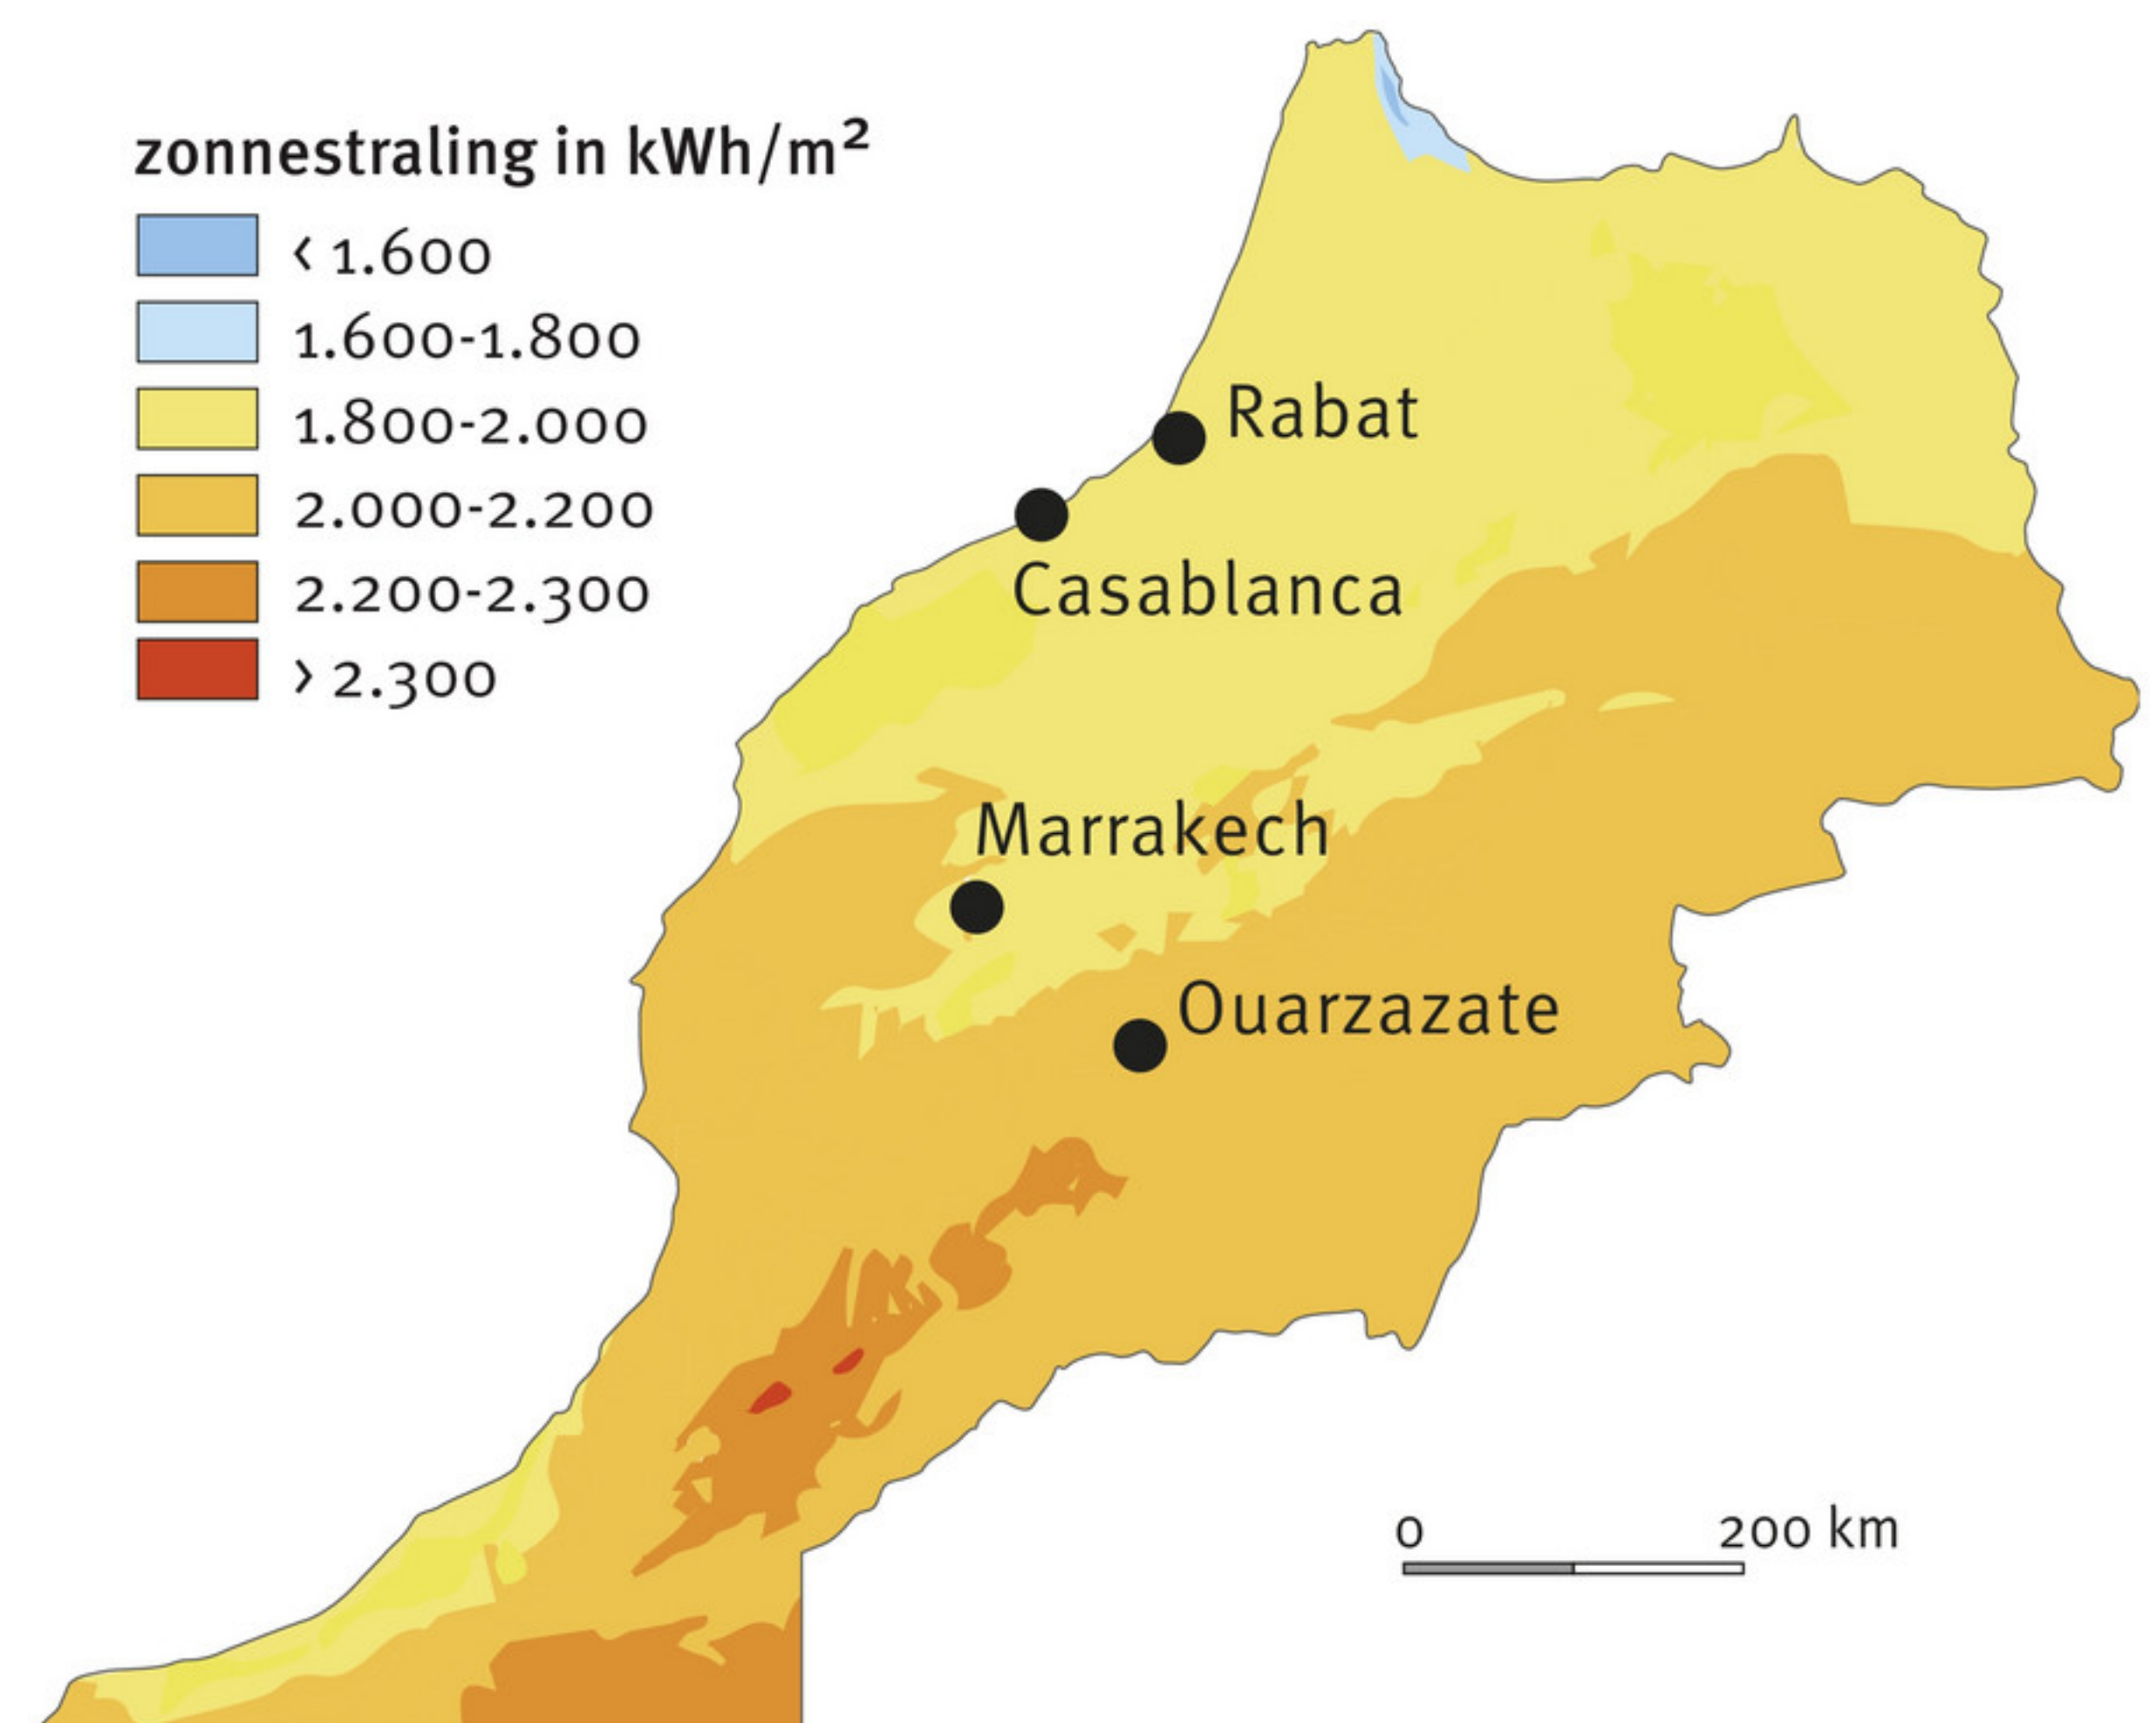 zonnestraling in kWh/m²
< 1.600
1.600-1.800
1.800-2.000
2.000-2.200
2.200-2.300
> 2.300
Rabat
Casablanca
Marrakech
Ouarzazate
0 200 km